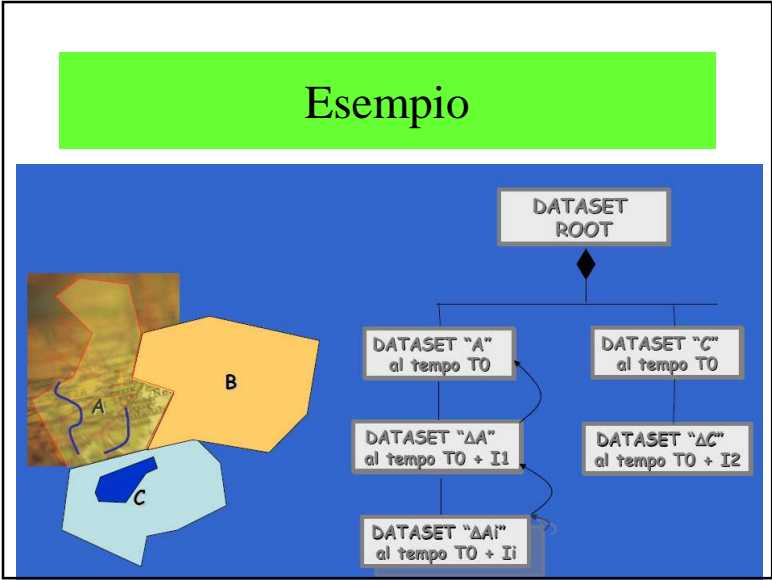 Esempio
DATASET
ROOT
DATASET "A"
al tempo T0
DATASET "C"
al tempo T0
DATASET "ΔA"
al tempo T0 + I1
DATASET "ΔC"
al tempo T0 + I2
DATASET "ΔAi"
al tempo T0 + Ii
A
B
C